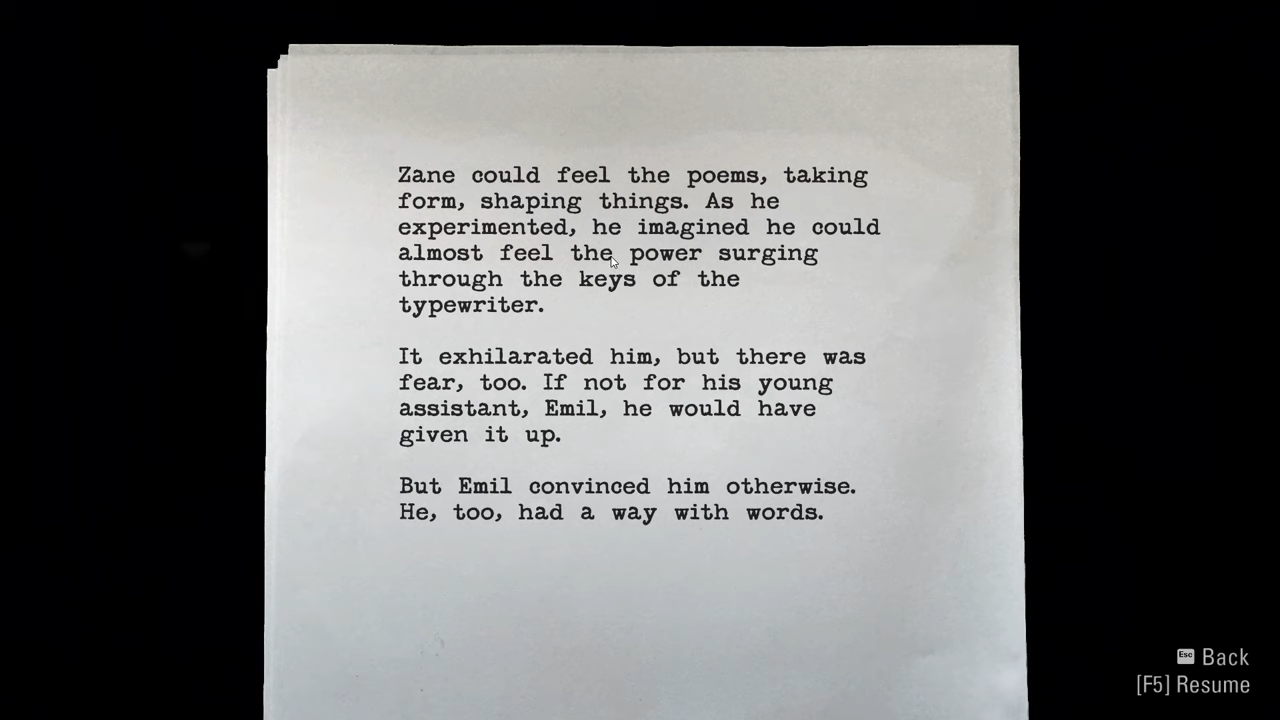 Zane could feel the poems, taking
form, shaping things. As he
experimented, he imagined he could
almost feel the power surging
through the keys of the
typewriter.
It exhilarated him, but there was
fear, too. If not for his young
assistant, Emil, he would have
given it up.
But Emil convinced him otherwise.
He, too, had a way with words.
Esc Back
[F5] Resume